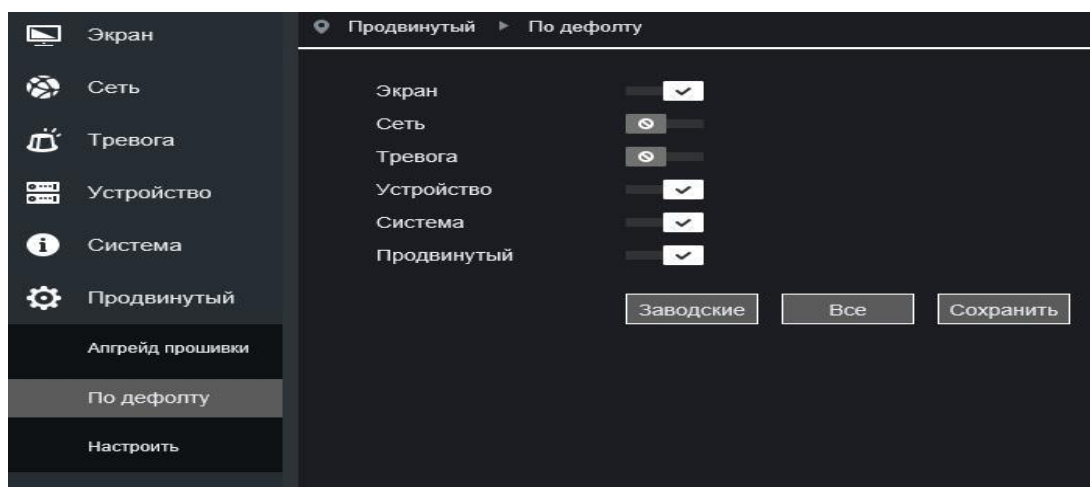 Экран
Сеть
Тревога
Устройство
Система
Продвинутый
Апгрейд прошивки
По дефолту
Настроить
Продвинутый ▶ По дефолту
Экран
Сеть
Тревога
Устройство
Система
Продвинутый
Заводские Все Сохранить